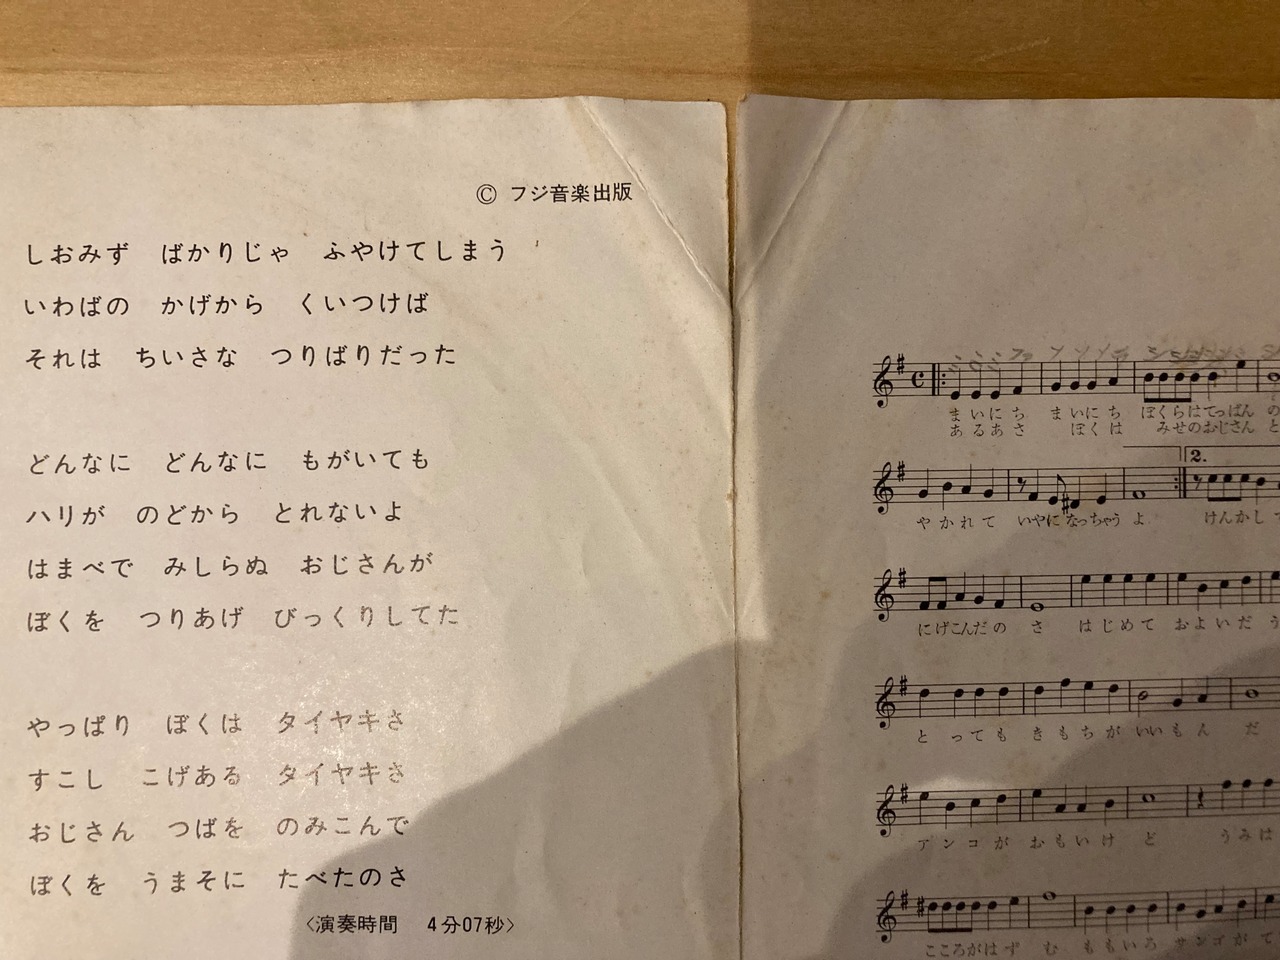 © フジ音楽出版
しおみず ばかりじゃ ふやけてしまう
いわばの かげから くいつけば
それは ちいさな つりばりだった
どんなに どんなに もがいても
ハリが のどから とれないよ
はまべで みしらぬ おじさんが
ぼくを つりあげ びっくりしてた
やっぱり ぼくは タイヤキさ
すこし こげある タイヤキさ
おじさん つばを のみこんで
ぼくを うまそに たべたのさ
〈演奏時間 4分07秒〉
まいにち まいにち ぼくらはてっぱん の
あるあさ ぼくは みせのおじさん と
2.
やかれて いやになっちゃう よ けんかし て
にげこんだの さ はじめて およいだ う
とっても きもちが いいもん だ
アンコが おもいけ ど うみは
こころがはず む ももいろ サンゴが て